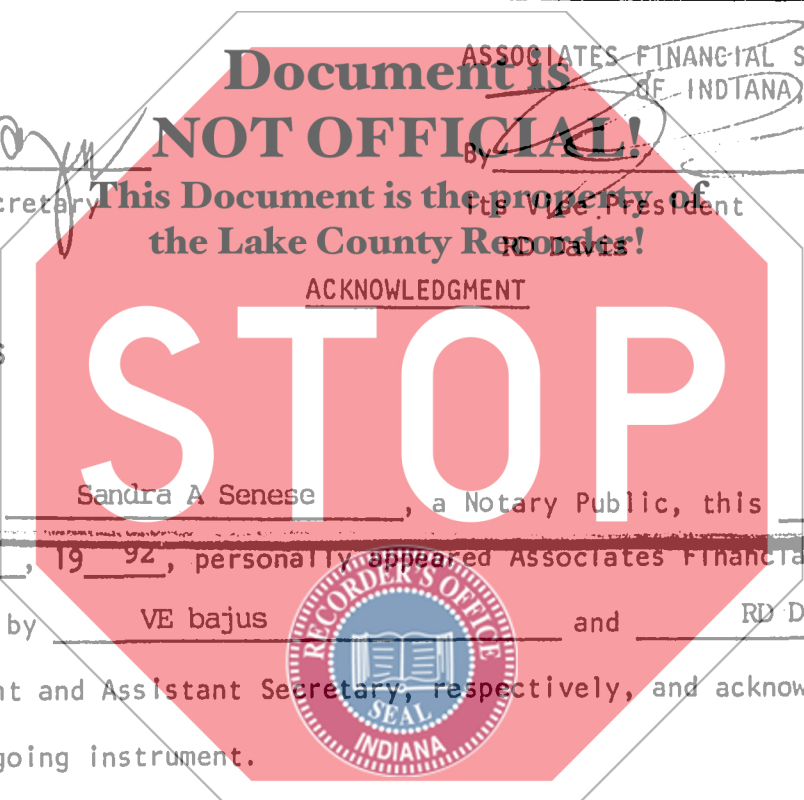 ASSOCIATES FINANCIAL S
OF INDIANA,
Document is
NOT OFFICIAL!
By
This Document is the property of
the Lake County Recorder!
cretary
Its Vice President
RD Davis
ACKNOWLEDGMENT
STOP
s
Sandra A Senese, a Notary Public, this
, 19 92, personally appeared Associates Financia
by VE bajus and RD D
nt and Assistant Secretary, respectively, and acknow
going instrument.
RECORDER'S OFFICE
SEAL
INDIANA